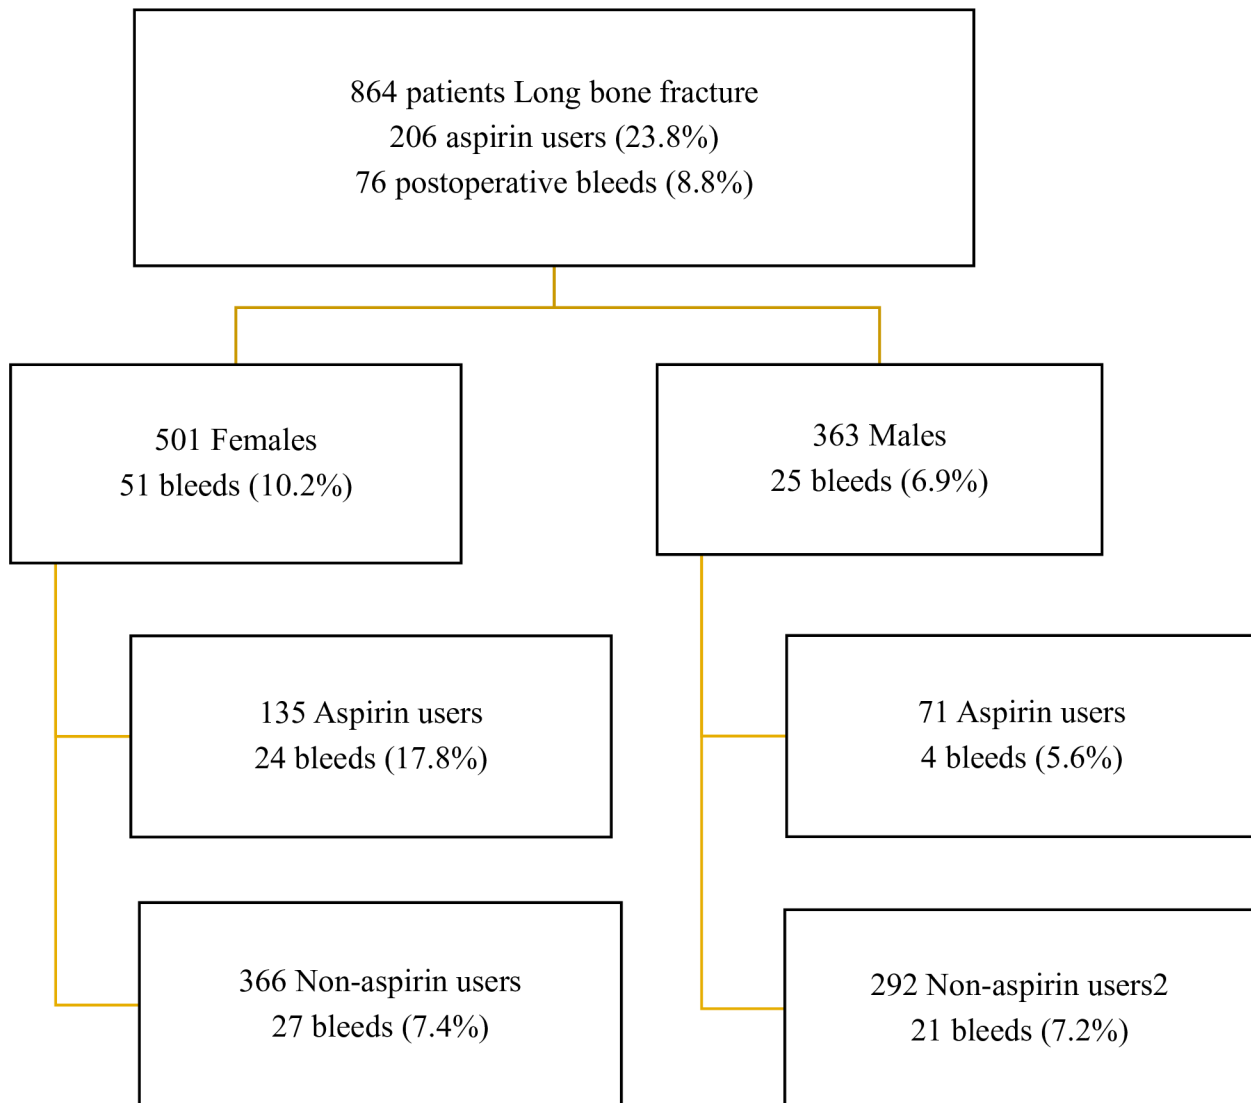 864 patients Long bone fracture
206 aspirin users (23.8%)
76 postoperative bleeds (8.8%)
501 Females
51 bleeds (10.2%)
363 Males
25 bleeds (6.9%)
135 Aspirin users
24 bleeds (17.8%)
71 Aspirin users
4 bleeds (5.6%)
366 Non-aspirin users
27 bleeds (7.4%)
292 Non-aspirin users2
21 bleeds (7.2%)